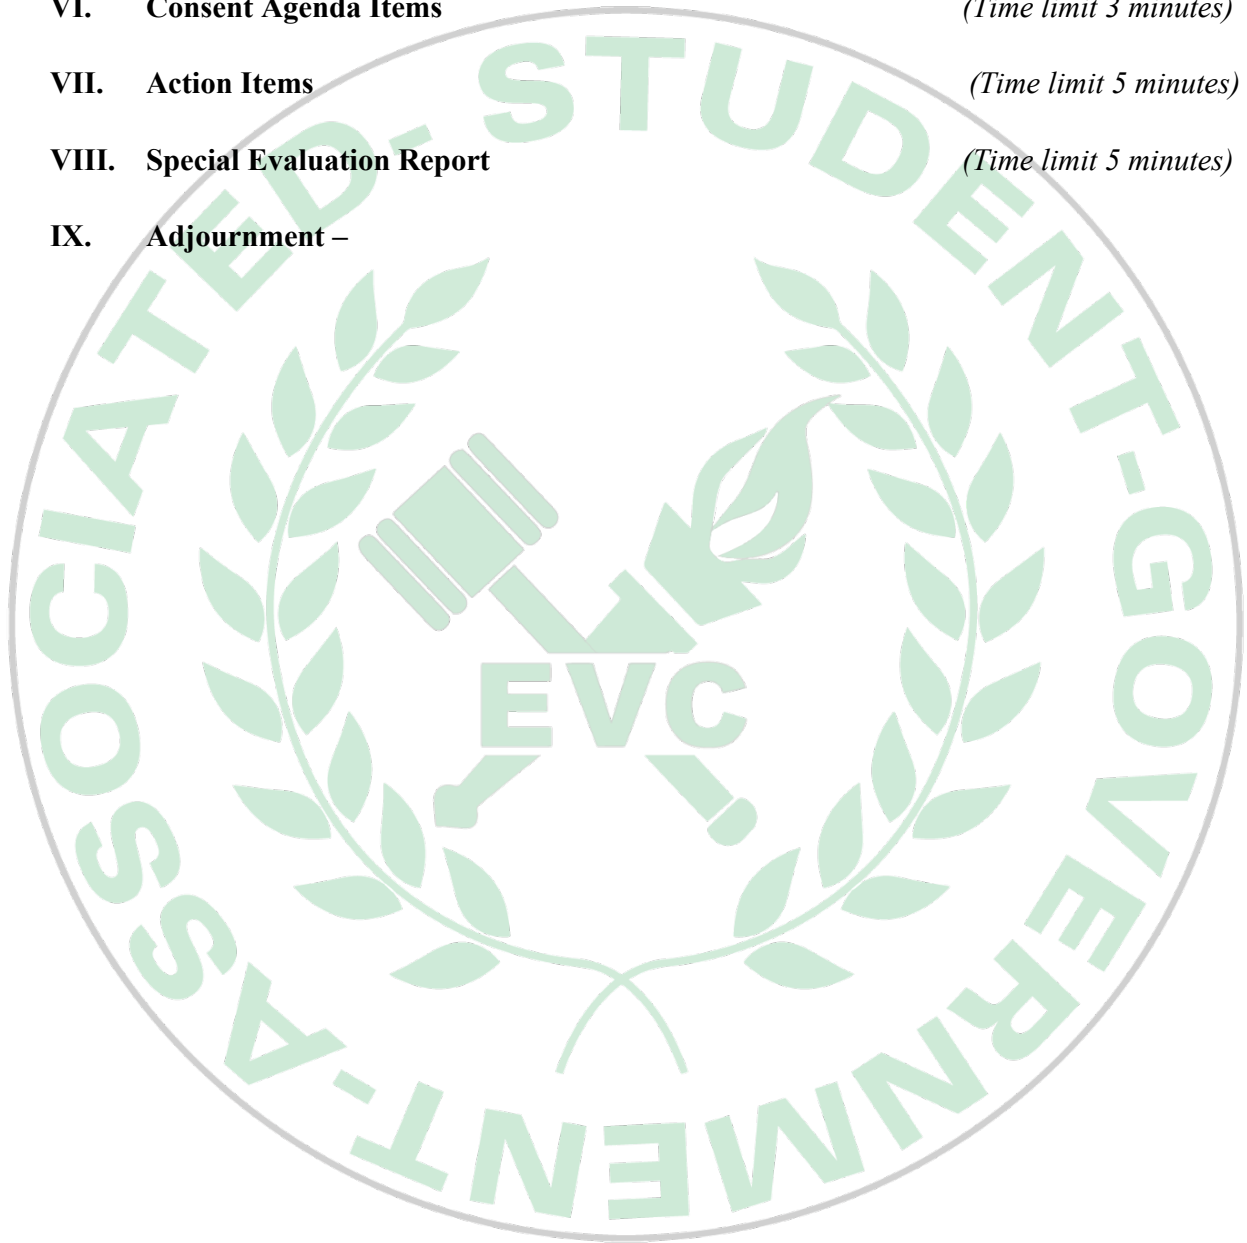 VI. Consent Agenda Items (Time limit 3 minutes)
VII. Action Items (Time limit 5 minutes)
VIII. Special Evaluation Report (Time limit 5 minutes)
IX. Adjournment –
ASSOCIATED- STUDENT-GOVERNMENT-
EVC